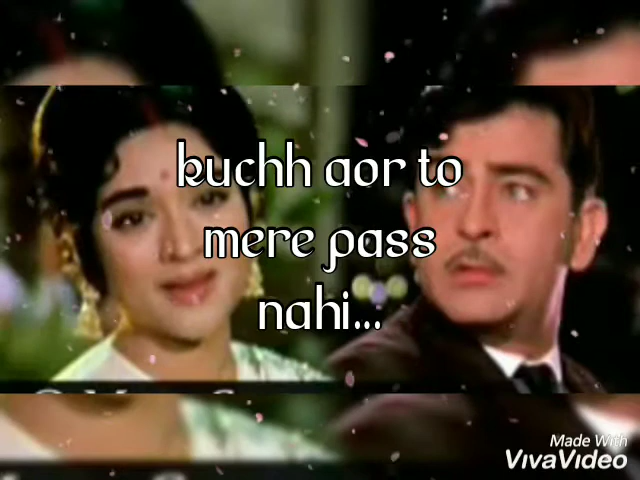 kuchh aor to
mere pass
nahi...
Made With
VivaVideo